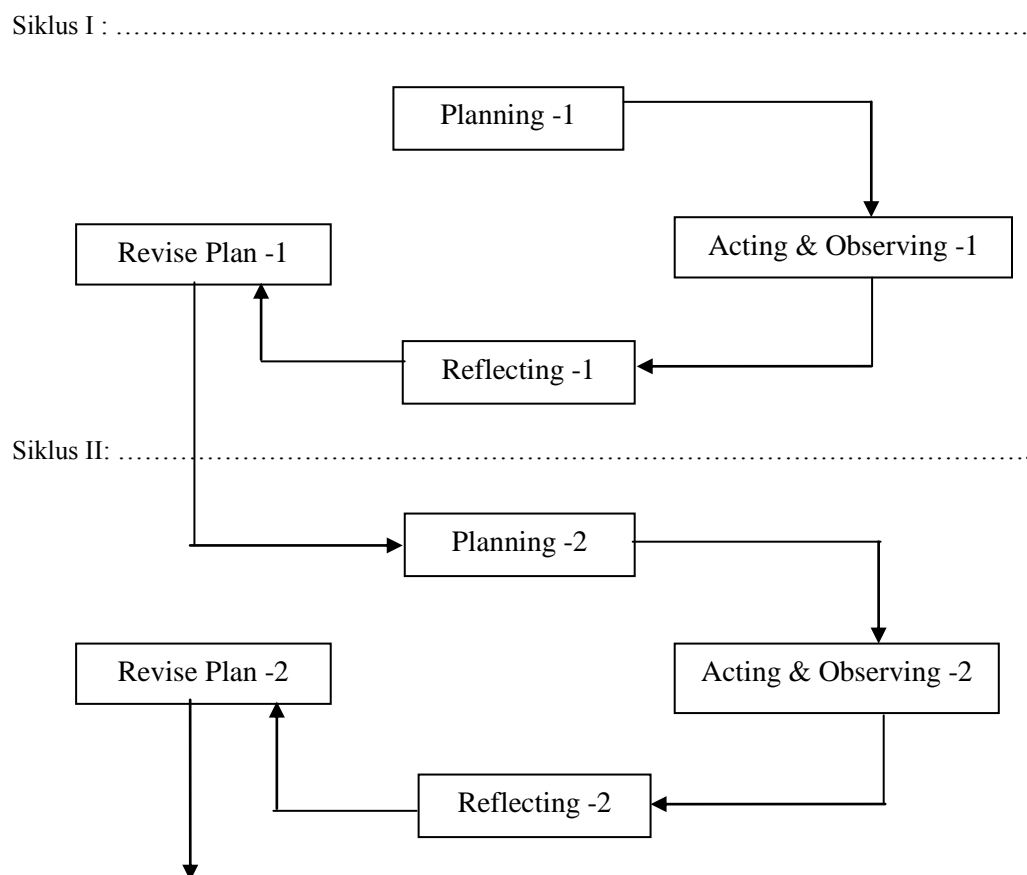 Siklus I : ……………………………………………………………………………………………
Planning -1
Revise Plan -1
Acting & Observing -1
Reflecting -1
Siklus II: ……………………………………………………………………………………………
Planning -2
Revise Plan -2
Acting & Observing -2
Reflecting -2